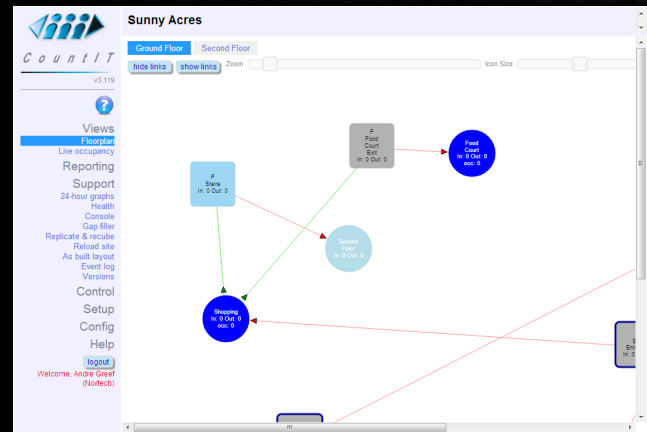 CountIT
v3.119
?
Views
Floorplan
Live occupancy
Reporting
Support
24-hour graphs
Health
Console
Gap filler
Replicate & recube
Reload site
As built layout
Event log
Versions
Control
Setup
Config
Help
logout
Welcome, Andre Greef
(Nortech)
Sunny Acres
Ground Floor
Second Floor
hide links
show links
Zoom
Icon Size
F
Food
Court
Exit
In: 0 Out: 0
Food
Court
In: 0 Out: 0
occ: 0
F
Stairs
In: 0 Out: 0
Second
Floor
In: 0 Out: 0
Shopping
In: 0 Out: 0
occ: 0
S
Ent
In: 0